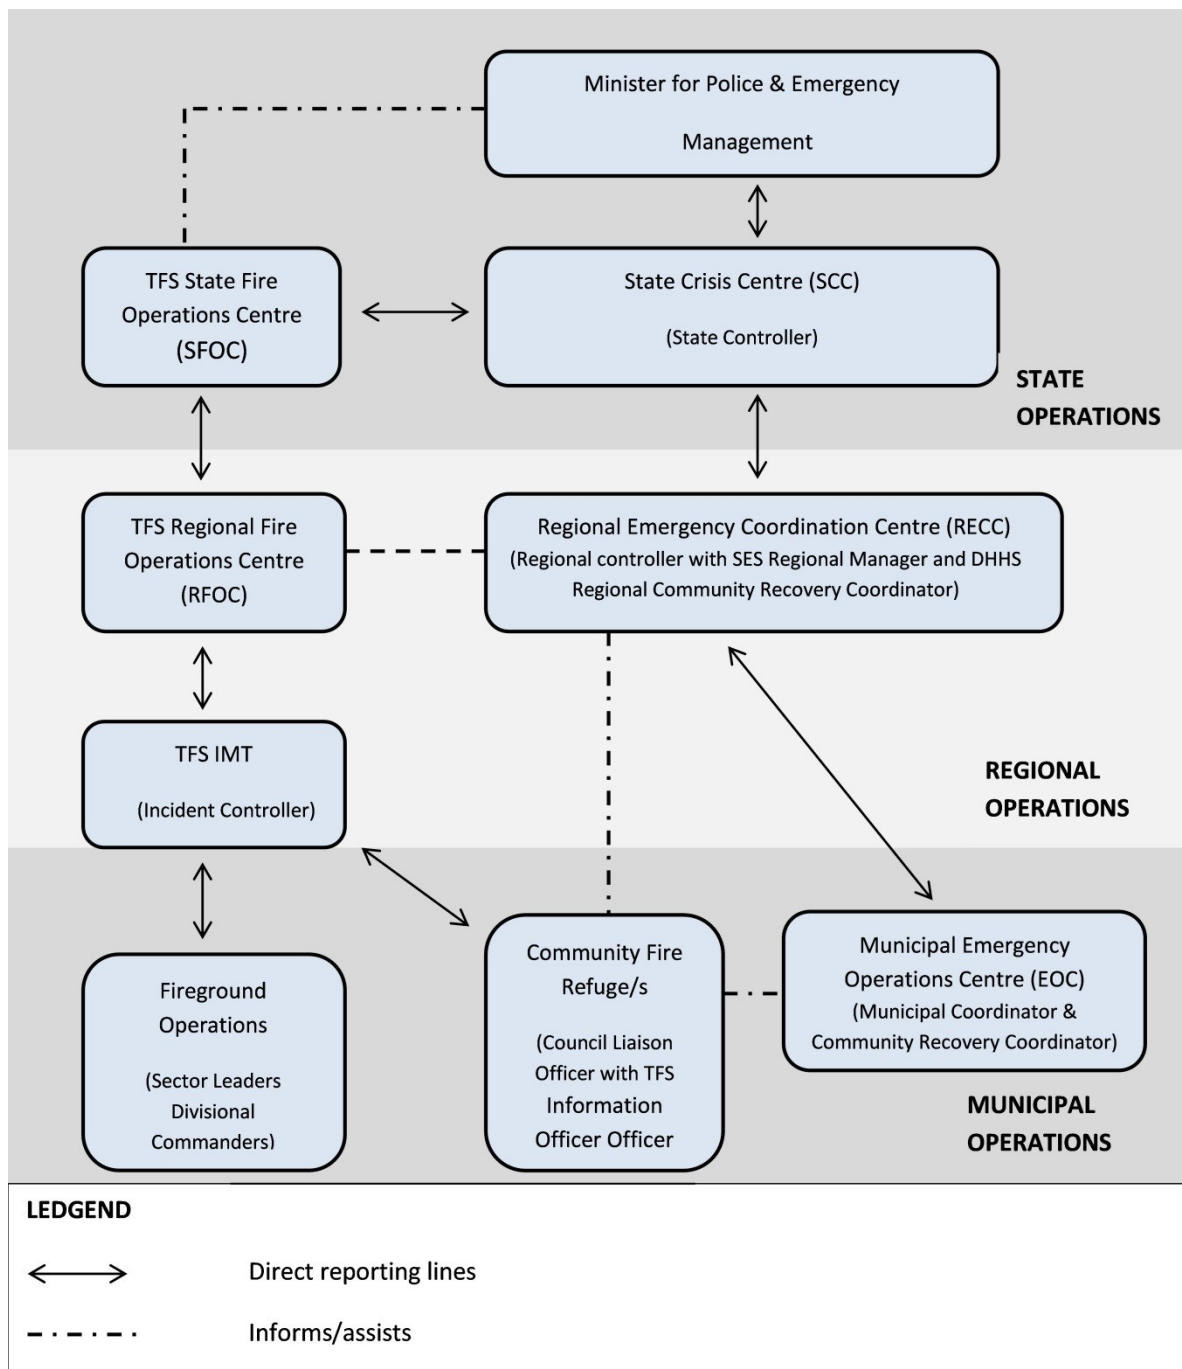 Minister for Police & Emergency
Management
TFS State Fire
Operations Centre
(SFOC)
State Crisis Centre (SCC)
(State Controller)
STATE
OPERATIONS
TFS Regional Fire
Operations Centre
(RFOC)
Regional Emergency Coordination Centre (RECC)
(Regional controller with SES Regional Manager and DHHS
Regional Community Recovery Coordinator)
TFS IMT
(Incident Controller)
REGIONAL
OPERATIONS
Fireground
Operations
(Sector Leaders
Divisional
Commanders)
Community Fire
Refuge/s
(Council Liaison
Officer with TFS
Information
Officer Officer
Municipal Emergency
Operations Centre (EOC)
(Municipal Coordinator &
Community Recovery Coordinator)
MUNICIPAL
OPERATIONS
LEDGEND
Direct reporting lines
Informs/assists